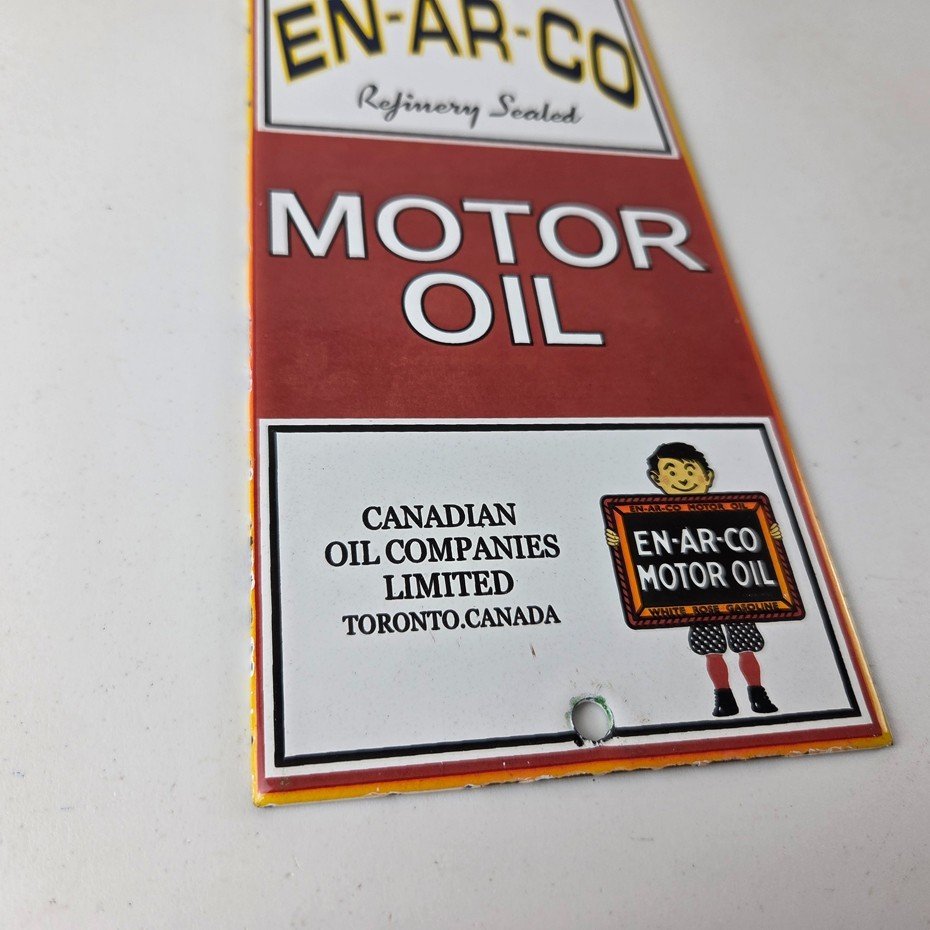 EN-AR-CO
Refinery Sealed
MOTOR
OIL
CANADIAN
OIL COMPANIES
LIMITED
TORONTO.CANADA
EN-AR-CO MOTOR OIL
EN-AR-CO
MOTOR OIL
WHITE ROSE GASOLINE